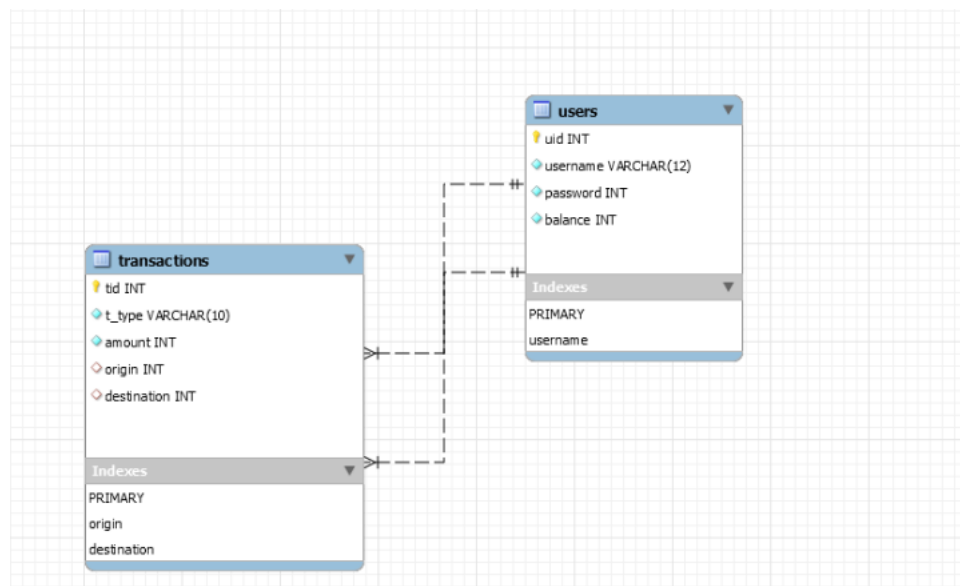 users
uid INT
username VARCHAR(12)
password INT
balance INT
Indexes
PRIMARY
username
transactions
tid INT
t_type VARCHAR(10)
amount INT
origin INT
destination INT
Indexes
PRIMARY
origin
destination